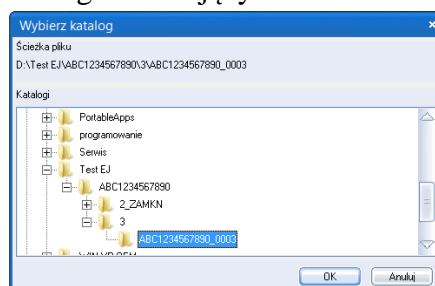 Wybierz katalog
Ścieżka pliku
D:\Test EJ\ABC1234567890\3\ABC1234567890_0003
Katalogi
PortableApps
programowanie
Serwis
Test EJ
ABC1234567890
2_ZAMKN
3
ABC1234567890_0003
OK Anuluj